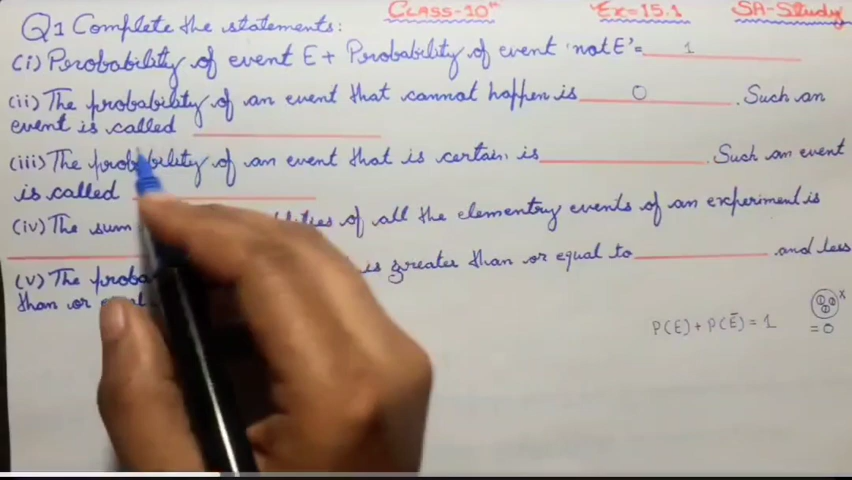 CLASS-10th Ex-15.1 SA-Study
Q1 Complete the statements:
(i) Probability of event E + Probability of event 'not E' = 1
(ii) The probability of an event that cannot happen is 0 . Such an
event is called
(iii) The probability of an event that is certain is . Such an event
is called
(iv) The sum of all the elementry events of an experiment is
(v) The is greater than or equal to .and less
than or
P(E) + P(Ē) = 1
x
= 0